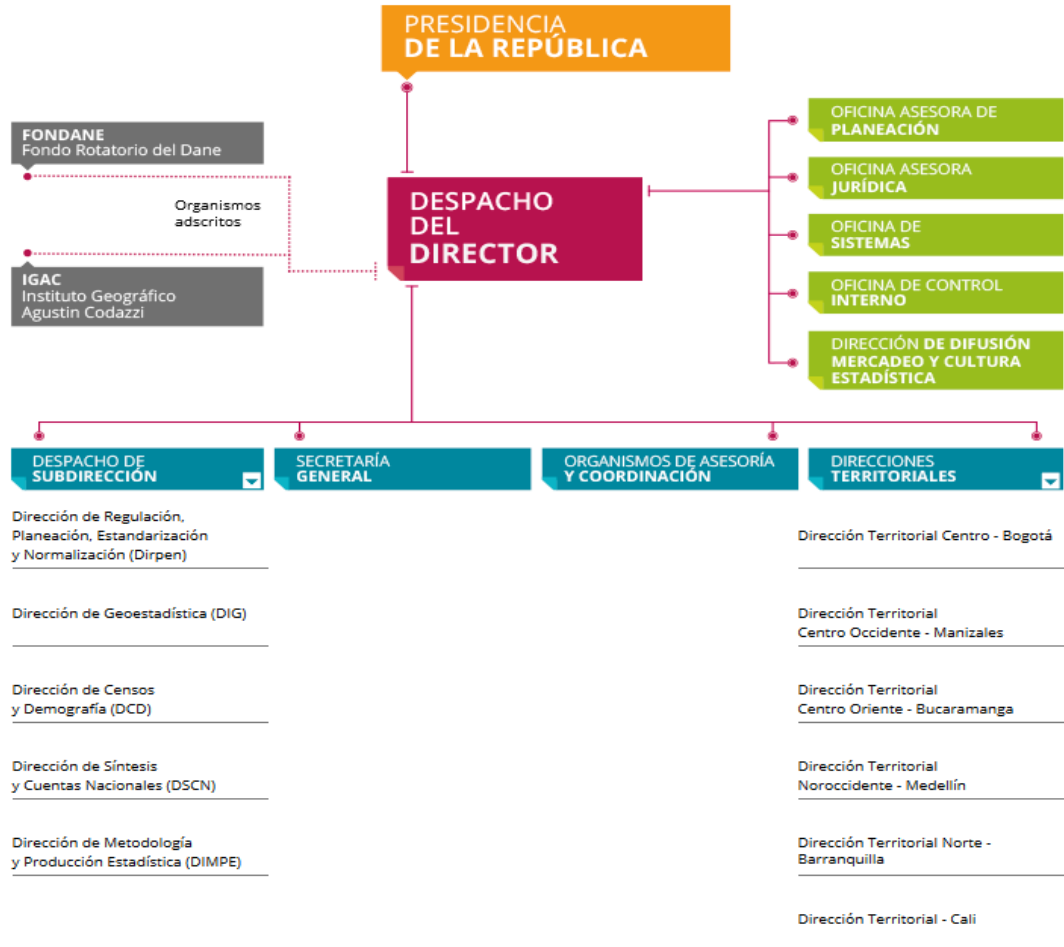 PRESIDENCIA
DE LA REPÚBLICA
FONDANE
Fondo Rotatorio del Dane
Organismos
adscritos
IGAC
Instituto Geográfico
Agustin Codazzi
DESPACHO
DEL
DIRECTOR
OFICINA ASESORA DE
PLANEACIÓN
OFICINA ASESORA
JURÍDICA
OFICINA DE
SISTEMAS
OFICINA DE CONTROL
INTERNO
DIRECCIÓN DE DIFUSIÓN
MERCADEO Y CULTURA
ESTADÍSTICA
DESPACHO DE
SUBDIRECCIÓN
Dirección de Regulación,
Planeación, Estandarización
y Normalización (Dirpen)
Dirección de Geoestadística (DIG)
Dirección de Censos
y Demografía (DCD)
Dirección de Síntesis
y Cuentas Nacionales (DSCN)
Dirección de Metodología
y Producción Estadística (DIMPE)
SECRETARÍA
GENERAL
ORGANISMOS DE ASESORÍA
Y COORDINACIÓN
DIRECCIONES
TERRITORIALES
Dirección Territorial Centro - Bogotá
Dirección Territorial
Centro Occidente - Manizales
Dirección Territorial
Centro Oriente - Bucaramanga
Dirección Territorial
Noroccidente - Medellín
Dirección Territorial Norte -
Barranquilla
Dirección Territorial - Cali